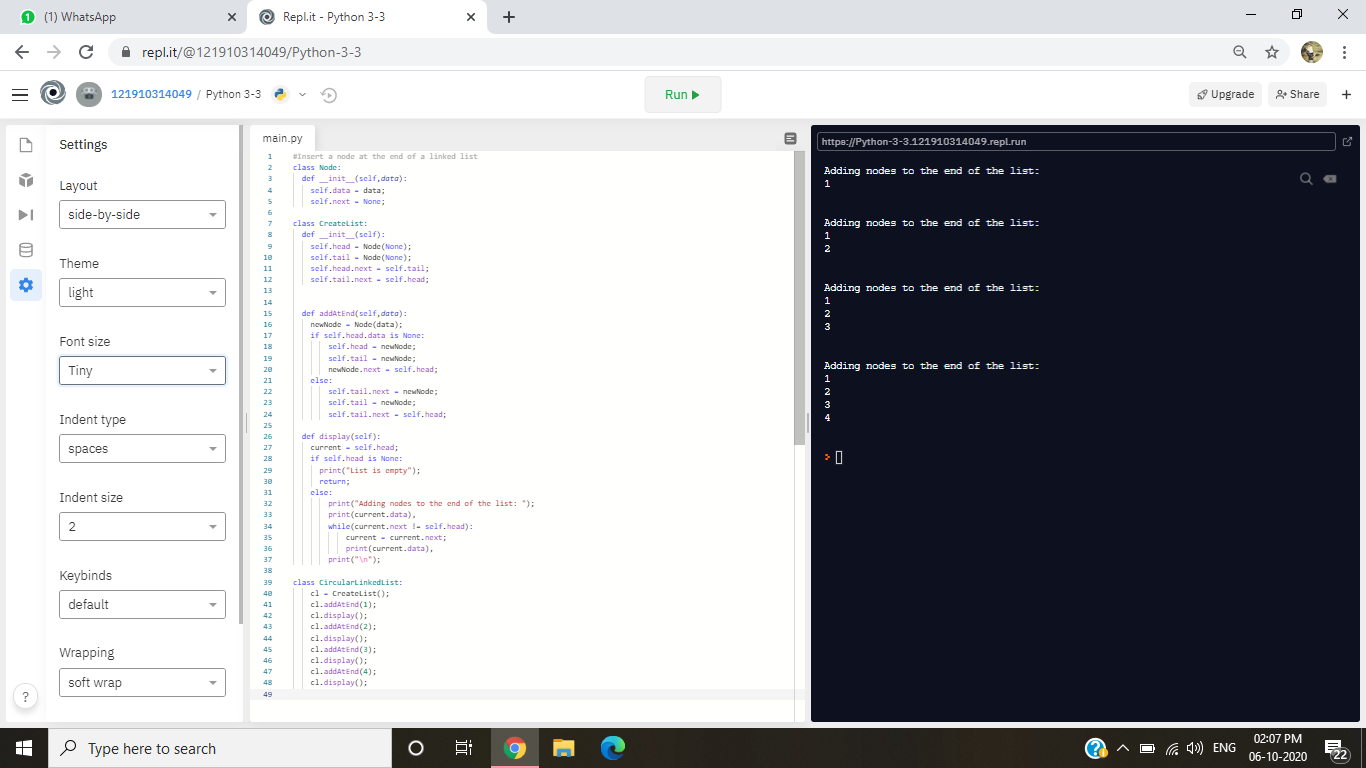 (1) WhatsApp
Repl.it - Python 3-3
repl.it/@121910314049/Python-3-3
121910314049 / Python 3-3
Run
Upgrade
Share
Settings
Layout
side-by-side
Theme
light
Font size
Tiny
Indent type
spaces
Indent size
2
Keybinds
default
Wrapping
soft wrap
?
main.py
1 #Insert a node at the end of a linked list
2 class Node:
3 def __init__(self,data):
4 self.data = data;
5 self.next = None;
6
7 class CreateList:
8 def __init__(self):
9 self.head = Node(None);
10 self.tail = Node(None);
11 self.head.next = self.tail;
12 self.tail.next = self.head;
13
14
15 def addAtEnd(self,data):
16 newNode = Node(data);
17 if self.head.data is None:
18 self.head = newNode;
19 self.tail = newNode;
20 newNode.next = self.head;
21 else:
22 self.tail.next = newNode;
23 self.tail = newNode;
24 self.tail.next = self.head;
25
26 def display(self):
27 current = self.head;
28 if self.head is None:
29 print("List is empty");
30 return;
31 else:
32 print("Adding nodes to the end of the list: ");
33 print(current.data),
34 while(current.next != self.head):
35 current = current.next;
36 print(current.data),
37 print("\n");
38
39 class CircularLinkedList:
40 cl = CreateList();
41 cl.addAtEnd(1);
42 cl.display();
43 cl.addAtEnd(2);
44 cl.display();
45 cl.addAtEnd(3);
46 cl.display();
47 cl.addAtEnd(4);
48 cl.display();
49
https://Python-3-3.121910314049.repl.run
Adding nodes to the end of the list:
1
Adding nodes to the end of the list:
1
2
Adding nodes to the end of the list:
1
2
3
Adding nodes to the end of the list:
1
2
3
4
Type here to search
ENG
02:07 PM
06-10-2020
22